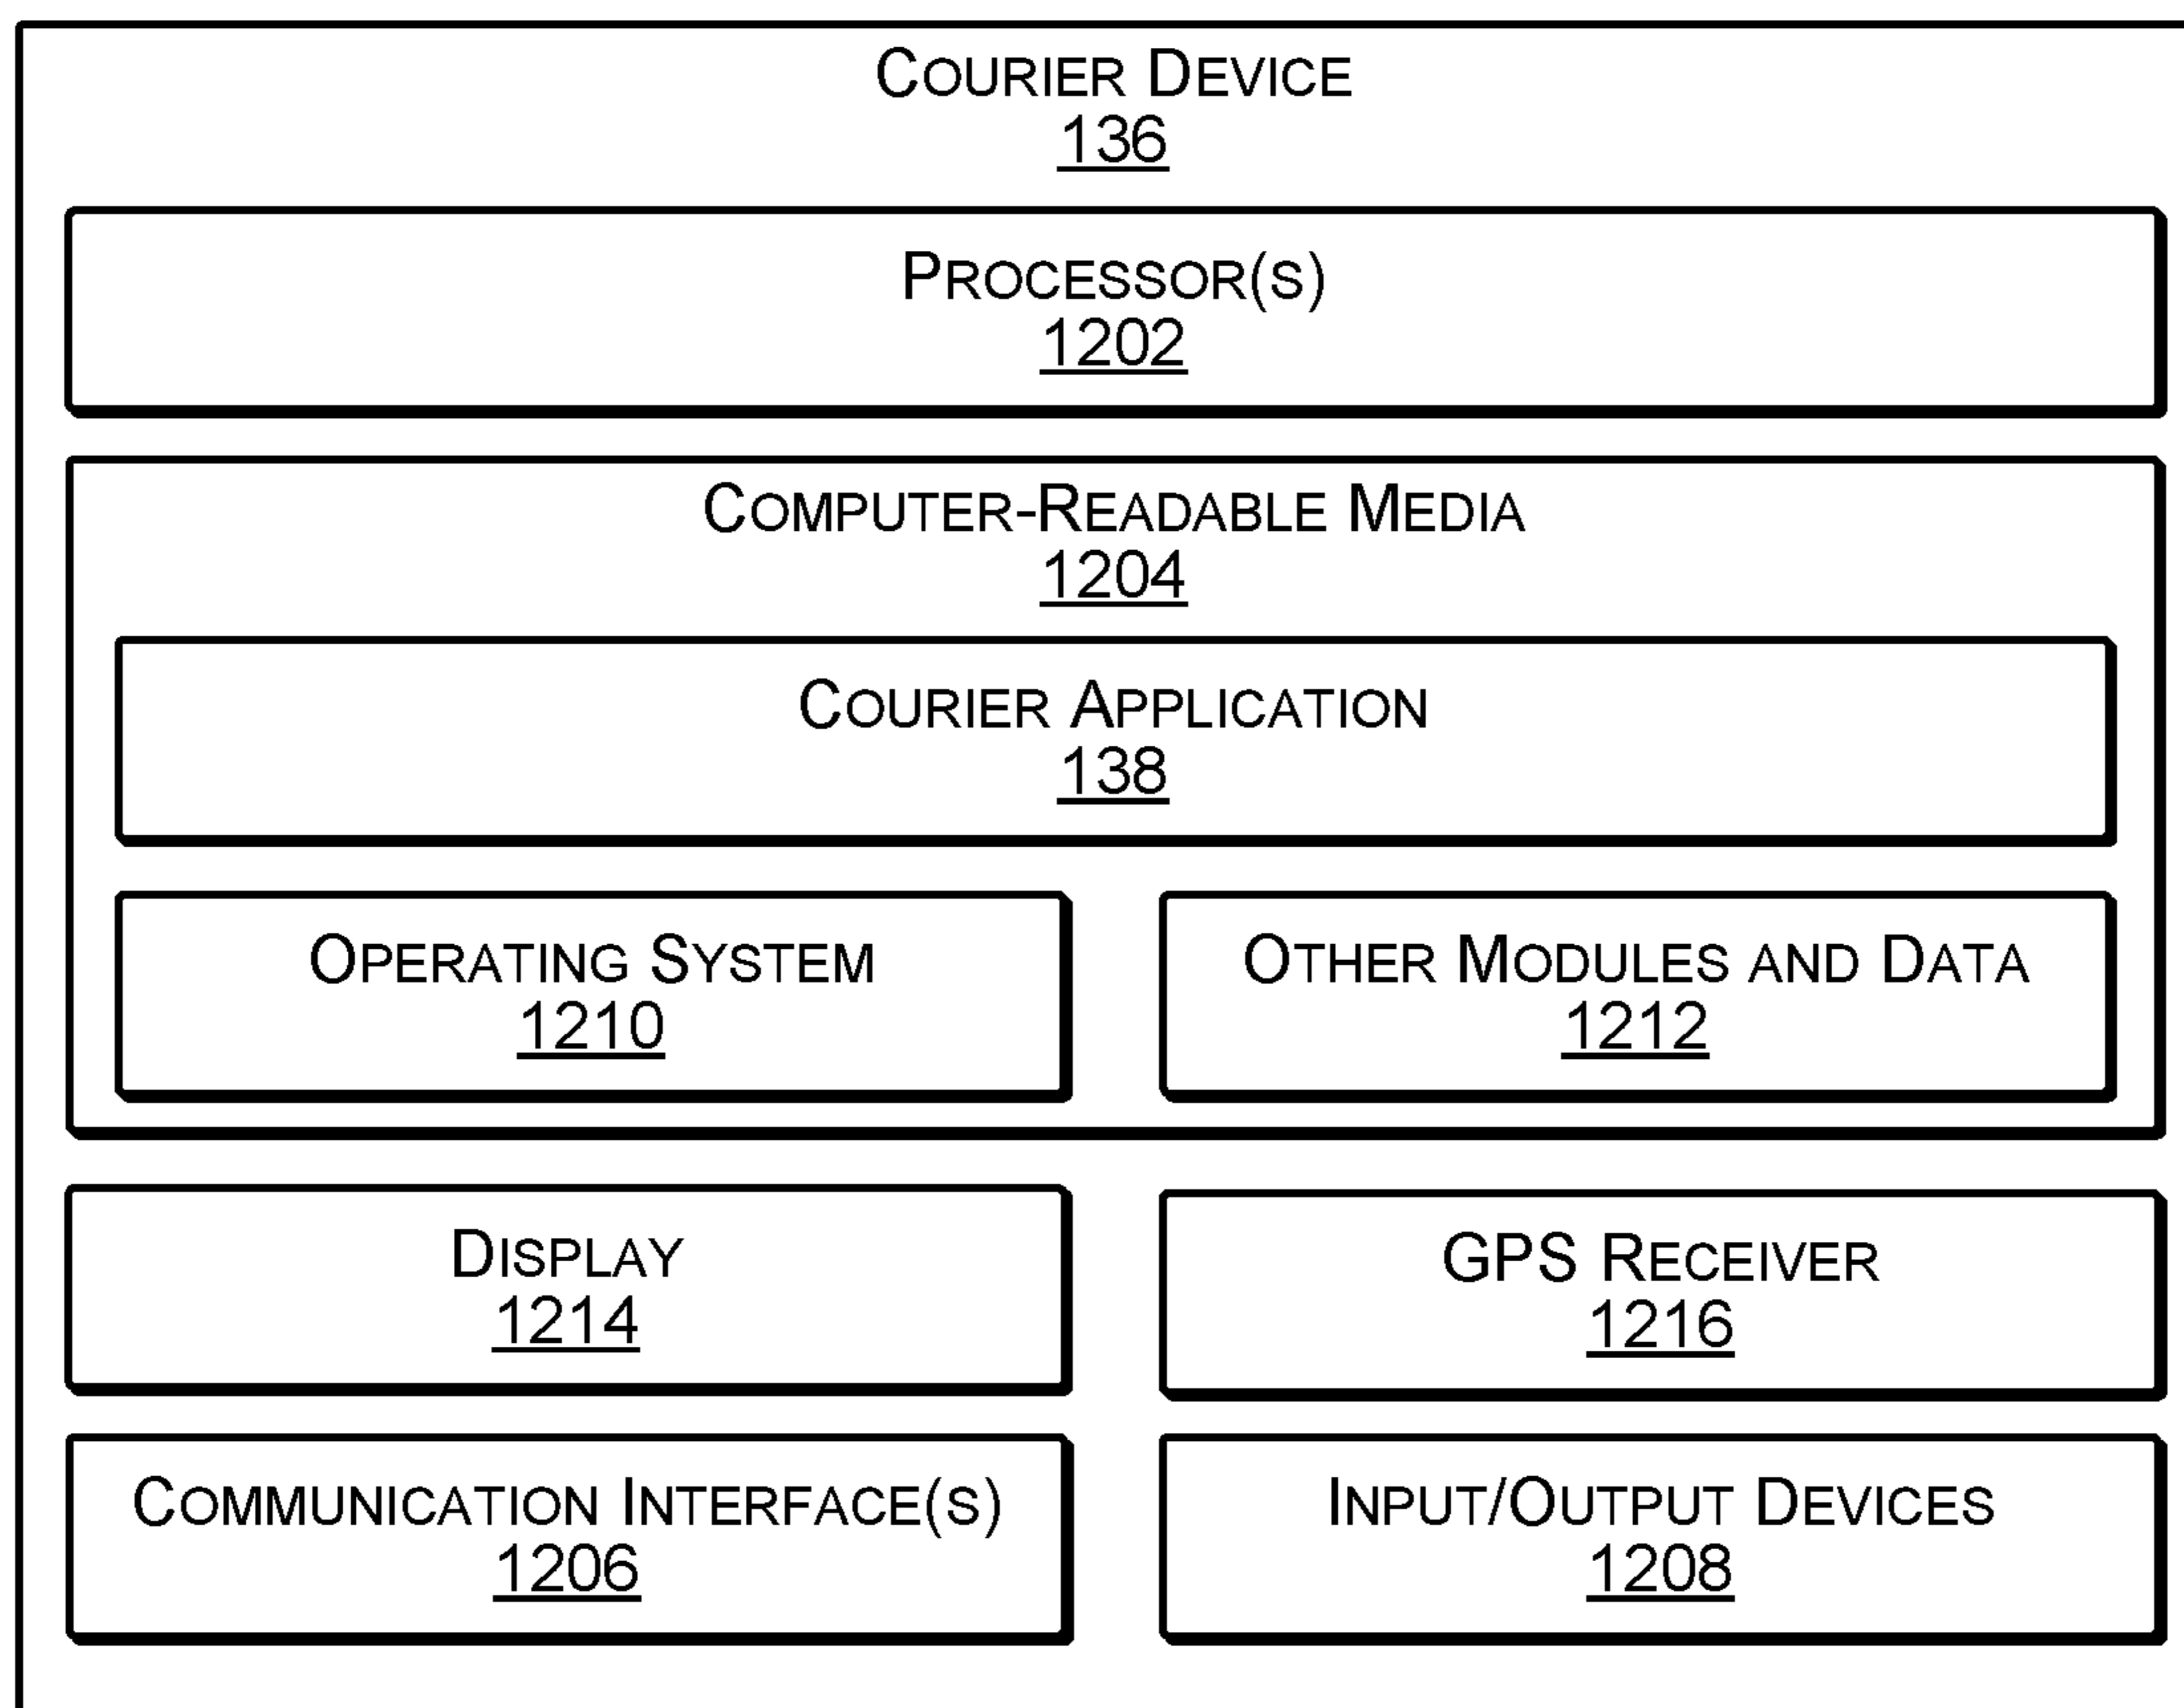 Courier Device
136
Processor(s)
1202
Computer-Readable Media
1204
Courier Application
138
Operating System
1210
Other Modules and Data
1212
Display
1214
GPS Receiver
1216
Communication Interface(s)
1206
Input/Output Devices
1208